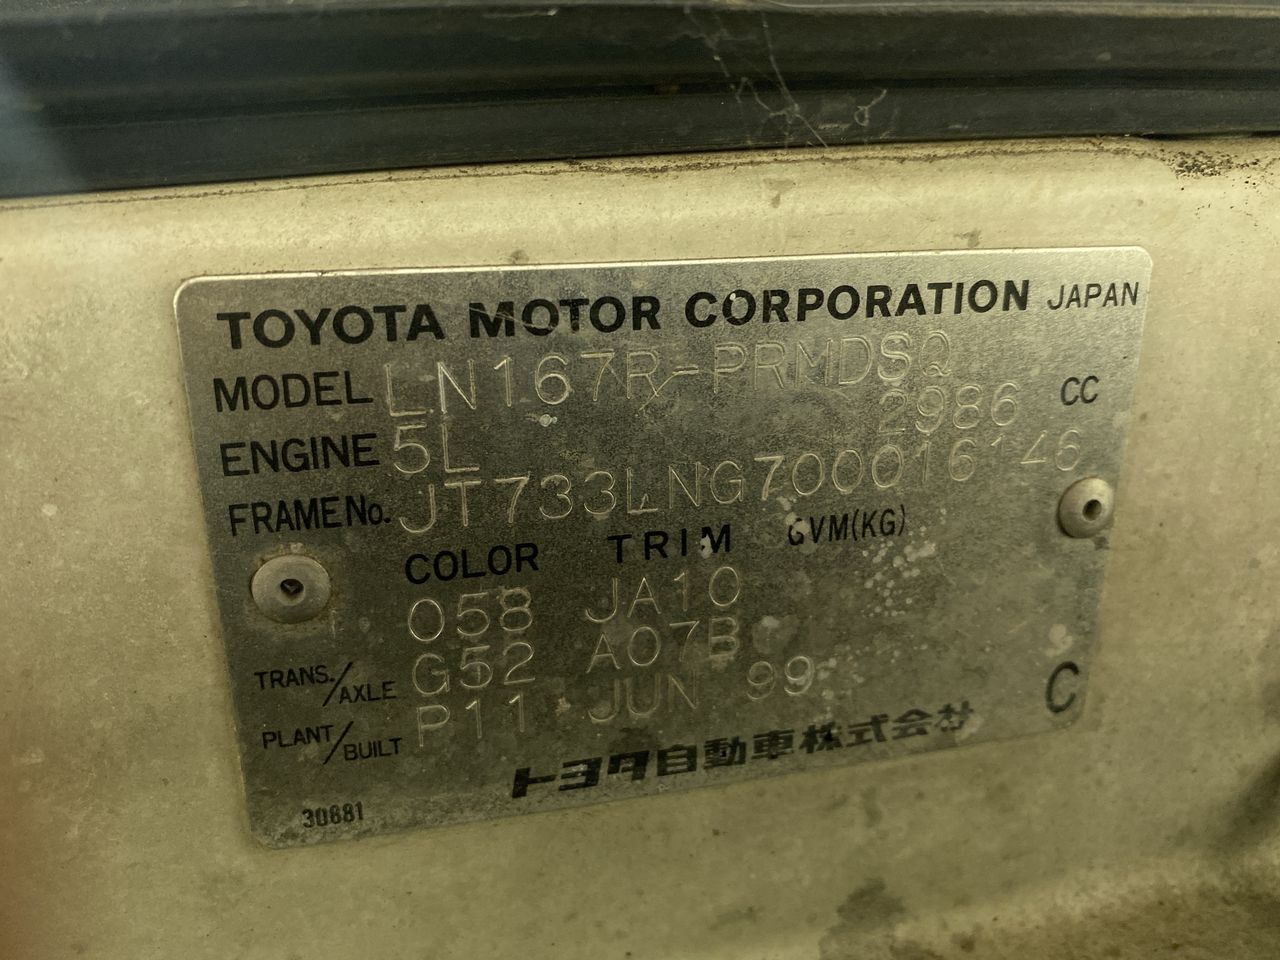 TOYOTA MOTOR CORPORATION JAPAN
MODEL LN167R-PRMDSQ
ENGINE 5L 2986 CC
FRAME No. JT733LNG700016146
COLOR TRIM GVM(KG)
058 JA10
TRANS./AXLE G52 A07B
PLANT/BUILT P11 JUN 99
C
トヨタ自動車株式会社
30881